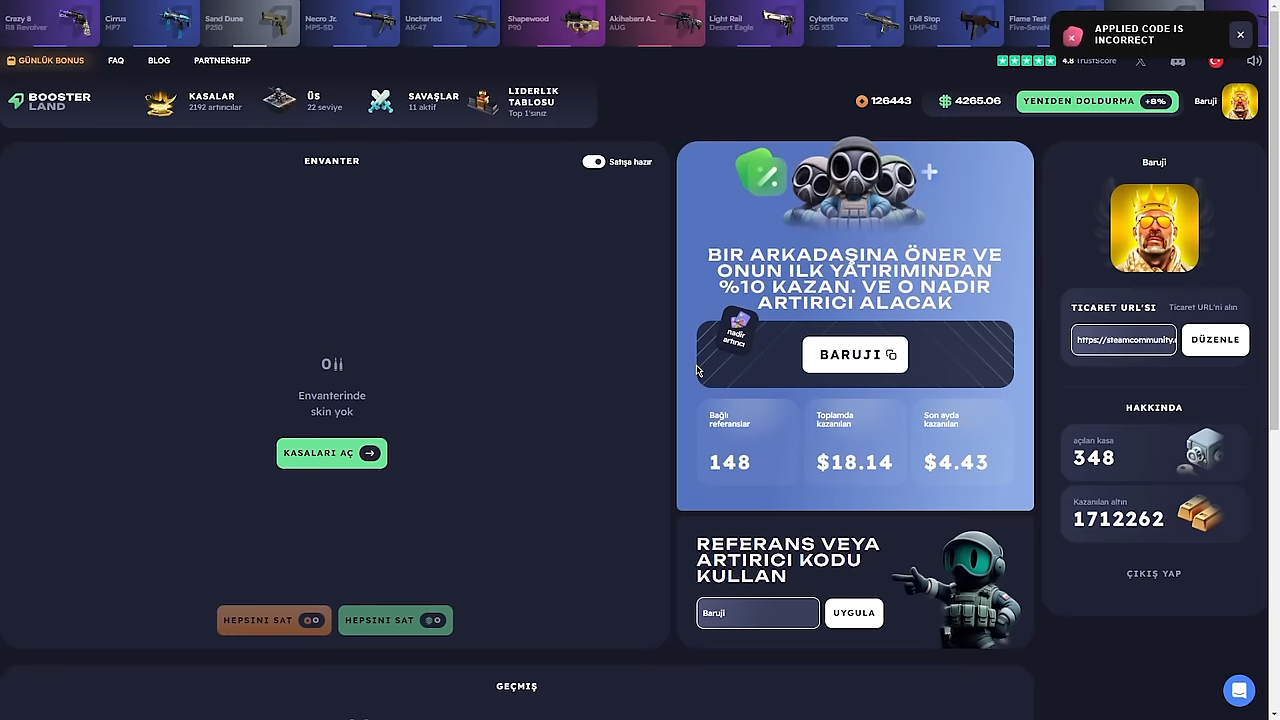 Crazy 8
R8 Revolver
Cirrus
MP7
Sand Dune
P250
Necro Jr.
MP5-SD
Uncharted
AK-47
Shapewood
P90
Akihabara A...
AUG
Light Rail
Desert Eagle
Cyberforce
SG 553
Full Stop
UMP-45
Flame Test
Five-SeveN
APPLIED CODE IS
INCORRECT
GÜNLÜK BONUS
FAQ
BLOG
PARTNERSHIP
4.8 TrustScore
BOOSTER
LAND
KASALAR
2192 artırıcılar
ÜS
22 seviye
SAVAŞLAR
11 aktif
LIDERLIK
TABLOSU
Top 1'sınız
126443
4265.06
YENIDEN DOLDURMA +8%
Baruji
ENVANTER
Satışa hazır
0
Envanterinde
skin yok
KASALARI AÇ
HEPSINI SAT 0
HEPSINI SAT 0
BIR ARKADAŞINA ÖNER VE
ONUN ILK YATIRIMINDAN
%10 KAZAN. VE O NADIR
ARTIRICI ALACAK
nadir
artırıcı
BARUJI
Bağlı
referanslar
148
Toplamda
kazanılan
$18.14
Son ayda
kazanılan
$4.43
REFERANS VEYA
ARTIRICI KODU
KULLAN
Baruji
UYGULA
Baruji
TICARET URL'SI
Ticaret URL'ni alın
https://steamcommunity.
DÜZENLE
HAKKINDA
açılan kasa
348
Kazanılan altın
1712262
ÇIKIŞ YAP
GEÇMIŞ